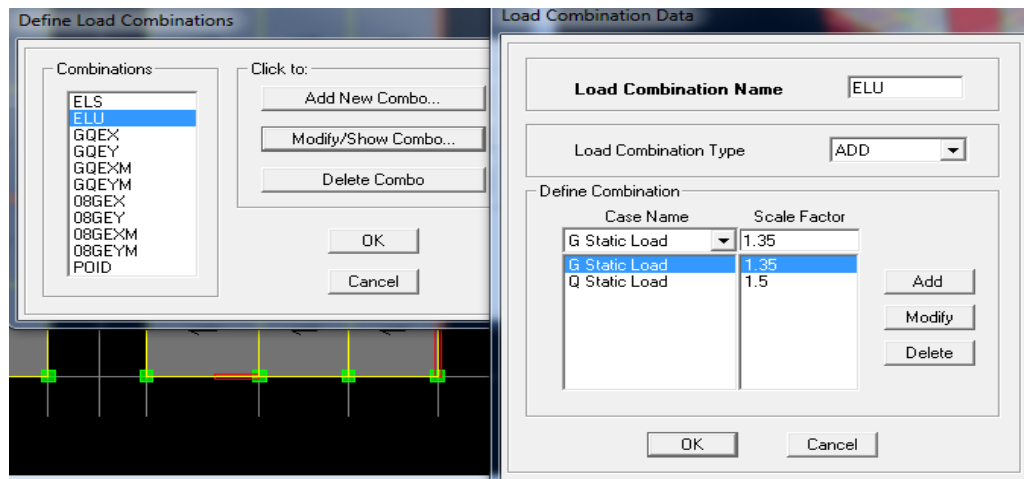 Define Load Combinations
Combinations
ELS
ELU
GQEX
GQEY
GQEXM
GQEYM
08GEX
08GEY
08GEXM
08GEYM
POID
Click to:
Add New Combo...
Modify/Show Combo...
Delete Combo
OK
Cancel
Load Combination Data
Load Combination Name ELU
Load Combination Type ADD
Define Combination
Case Name Scale Factor
G Static Load 1.35
G Static Load 1.35
Q Static Load 1.5
Add
Modify
Delete
OK Cancel